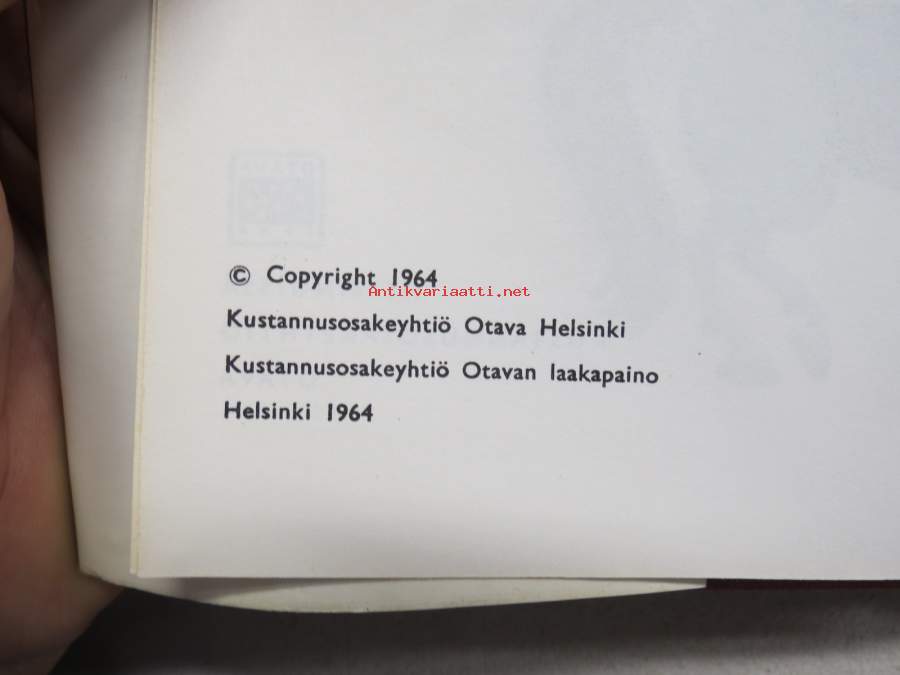 © Copyright 1964
Antikvariaatti.net
Kustannusosakeyhtiö Otava Helsinki
Kustannusosakeyhtiö Otavan laakapaino
Helsinki 1964